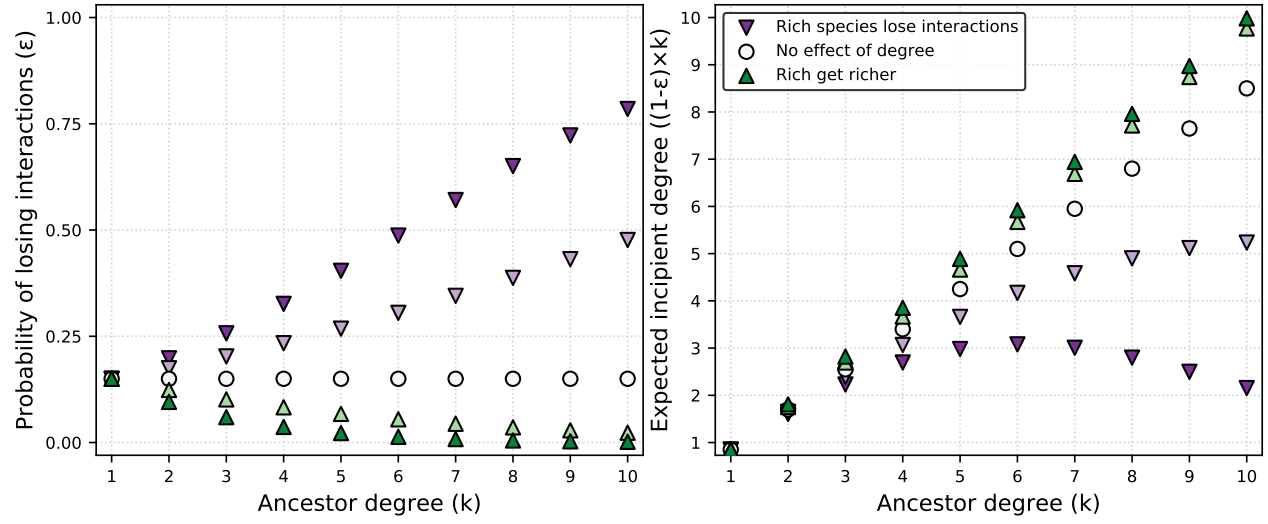 Probability of losing interactions (ε)
1.00
0.75
0.50
0.25
0.00
1 2 3 4 5 6 7 8 9 10
Ancestor degree (k)
Expected incipient degree ((1-ε)×k)
10
9
8
7
6
5
4
3
2
1
Rich species lose interactions
No effect of degree
Rich get richer
1 2 3 4 5 6 7 8 9 10
Ancestor degree (k)